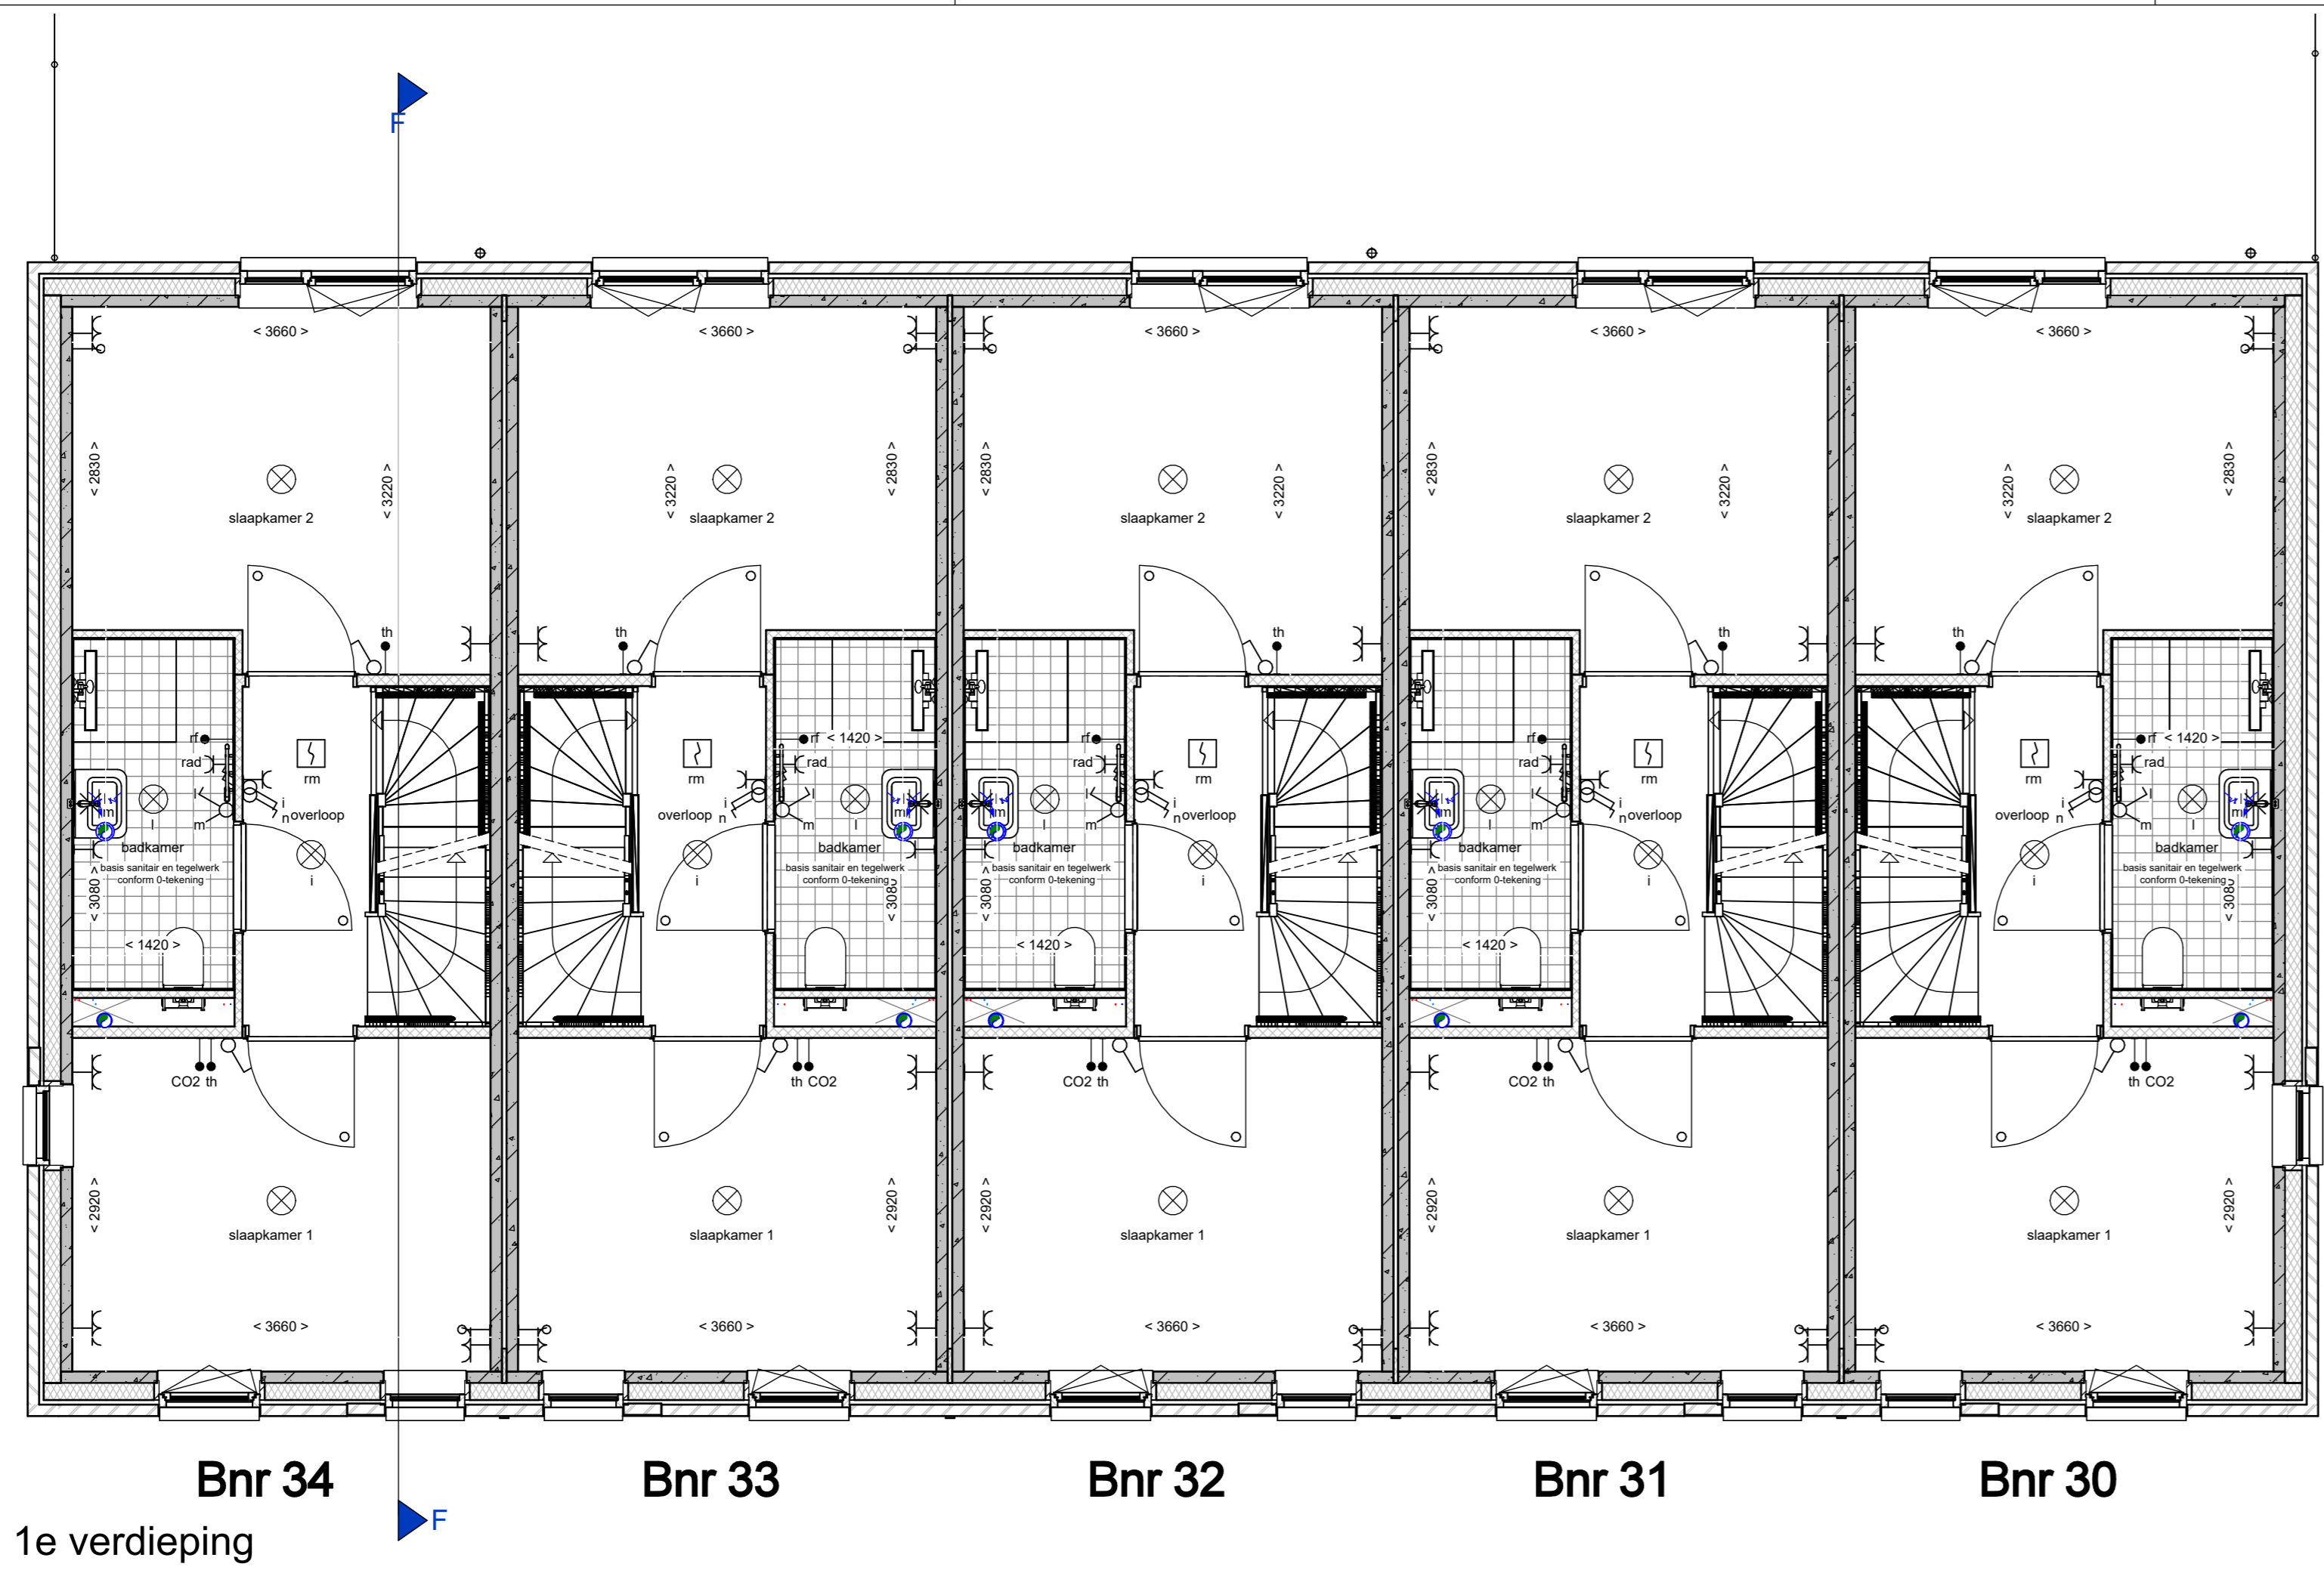 F
< 3660 > < 3660 > < 3660 > < 3660 > < 3660 >
< 2830 > < 3220 > < 3220 > < 2830 > < 2830 > < 3220 > < 2830 > < 3220 > < 3220 > < 2830 >
slaapkamer 2 slaapkamer 2 slaapkamer 2 slaapkamer 2 slaapkamer 2
th th th th th
rf rf < 1420 > rf rf rf < 1420 >
rad rm rm rad rad rm rad rm rm rad
l i i l l i l i i l
m m n overloop overloop n m m m m n overloop m m n overloop overloop n m m
l l l l l
badkamer badkamer badkamer badkamer badkamer
basis sanitair en tegelwerk basis sanitair en tegelwerk basis sanitair en tegelwerk basis sanitair en tegelwerk basis sanitair en tegelwerk
conform 0-tekening conform 0-tekening conform 0-tekening conform 0-tekening conform 0-tekening
i i i i i
< 3080 > < 3080 > < 3080 > < 3080 > < 3080 >
< 1420 > < 1420 > < 1420 >
CO2 th th CO2 CO2 th CO2 th th CO2
< 2920 > < 2920 > < 2920 > < 2920 > < 2920 >
slaapkamer 1 slaapkamer 1 slaapkamer 1 slaapkamer 1 slaapkamer 1
< 3660 > < 3660 > < 3660 > < 3660 > < 3660 >
Bnr 34 Bnr 33 Bnr 32 Bnr 31 Bnr 30
F
1e verdieping